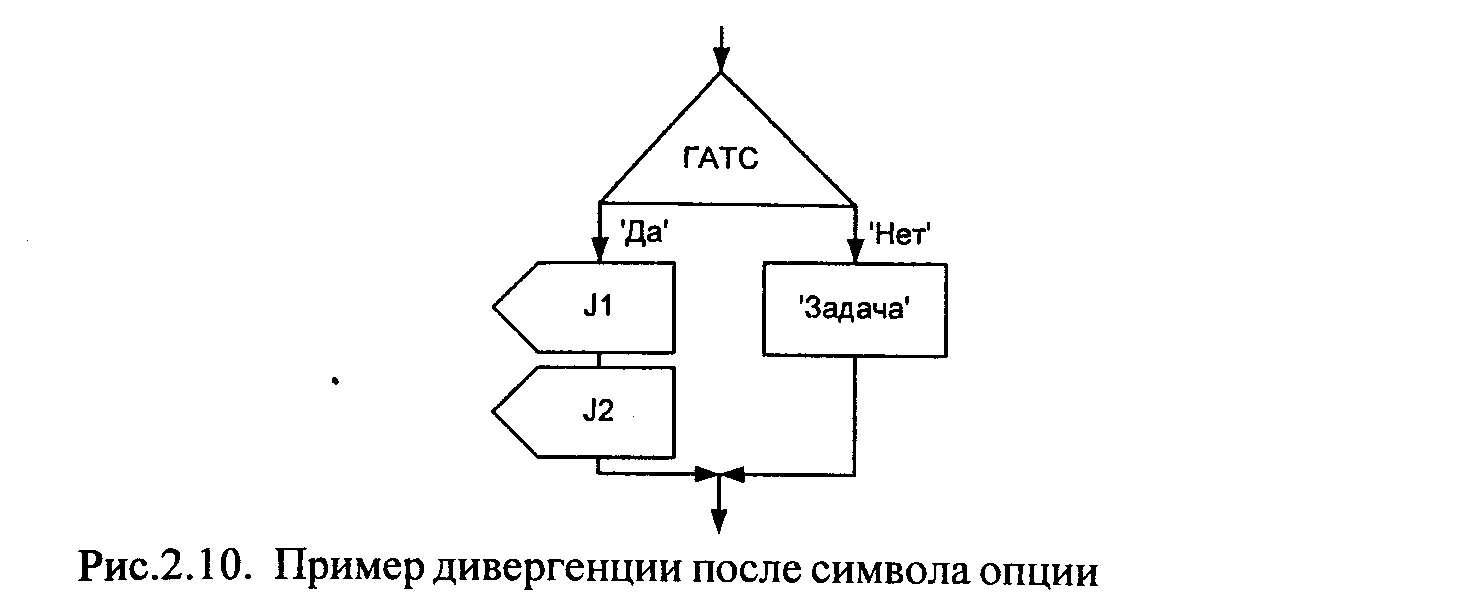 ГАТС
'Да' 'Нет'
J1 'Задача'
J2
Рис.2.10. Пример дивергенции после символа опции